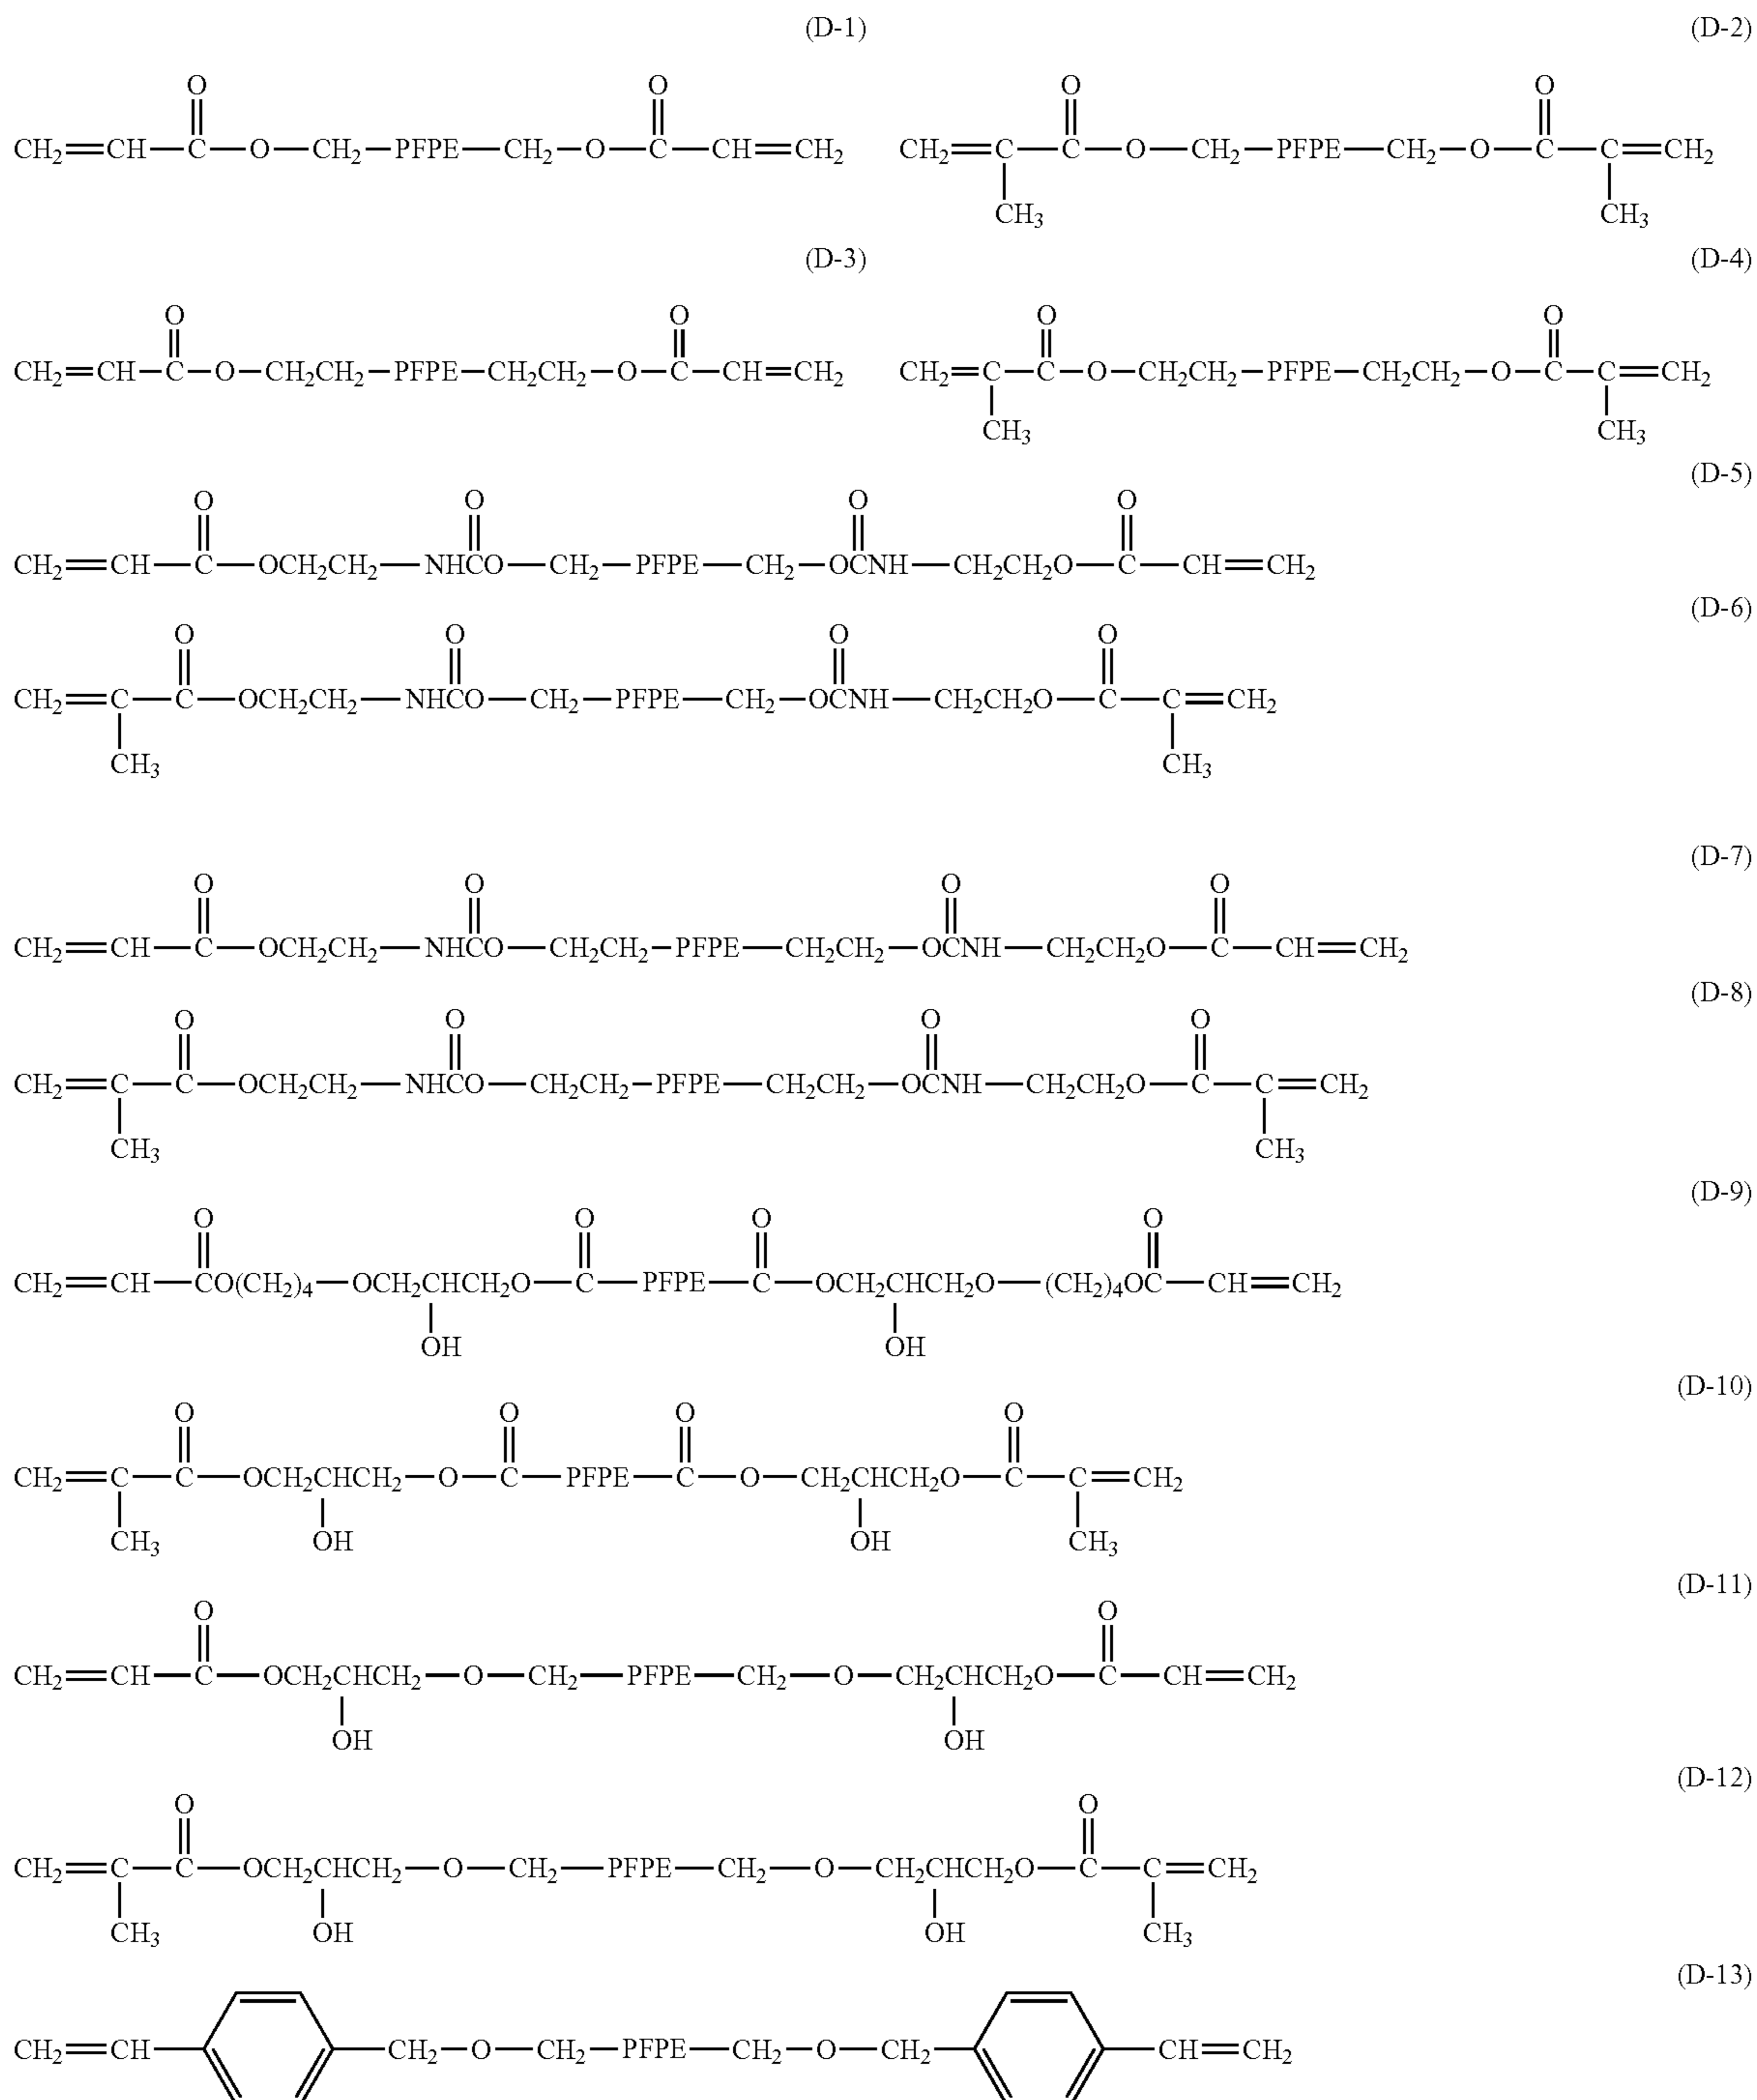 (D-1) (D-2)
O O O O
CH2=CH—C—O—CH2—PFPE—CH2—O—C—CH=CH2 CH2=C—C—O—CH2—PFPE—CH2—O—C—C=CH2
CH3 CH3
(D-3) (D-4)
O O O O
CH2=CH—C—O—CH2CH2—PFPE—CH2CH2—O—C—CH=CH2 CH2=C—C—O—CH2CH2—PFPE—CH2CH2—O—C—C=CH2
CH3 CH3
(D-5)
O O O O
CH2=CH—C—OCH2CH2—NHCO—CH2—PFPE—CH2—OCNH—CH2CH2O—C—CH=CH2
(D-6)
O O O O
CH2=C—C—OCH2CH2—NHCO—CH2—PFPE—CH2—OCNH—CH2CH2O—C—C=CH2
CH3 CH3
(D-7)
O O O O
CH2=CH—C—OCH2CH2—NHCO—CH2CH2—PFPE—CH2CH2—OCNH—CH2CH2O—C—CH=CH2
(D-8)
O O O O
CH2=C—C—OCH2CH2—NHCO—CH2CH2—PFPE—CH2CH2—OCNH—CH2CH2O—C—C=CH2
CH3 CH3
(D-9)
O O O O
CH2=CH—CO(CH2)4—OCH2CHCH2O—C—PFPE—C—OCH2CHCH2O—(CH2)4OC—CH=CH2
OH OH
(D-10)
O O O O
CH2=C—C—OCH2CHCH2—O—C—PFPE—C—O—CH2CHCH2O—C—C=CH2
CH3 OH OH CH3
(D-11)
O O
CH2=CH—C—OCH2CHCH2—O—CH2—PFPE—CH2—O—CH2CHCH2O—C—CH=CH2
OH OH
(D-12)
O O
CH2=C—C—OCH2CHCH2—O—CH2—PFPE—CH2—O—CH2CHCH2O—C—C=CH2
CH3 OH OH CH3
(D-13)
CH2=CH— —CH2—O—CH2—PFPE—CH2—O—CH2— —CH=CH2